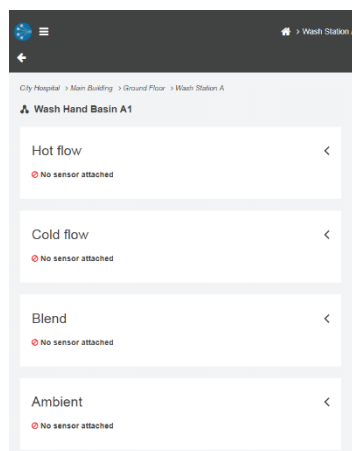 > Wash Station
City Hospital > Main Building > Ground Floor > Wash Station A
Wash Hand Basin A1
Hot flow
No sensor attached
Cold flow
No sensor attached
Blend
No sensor attached
Ambient
No sensor attached